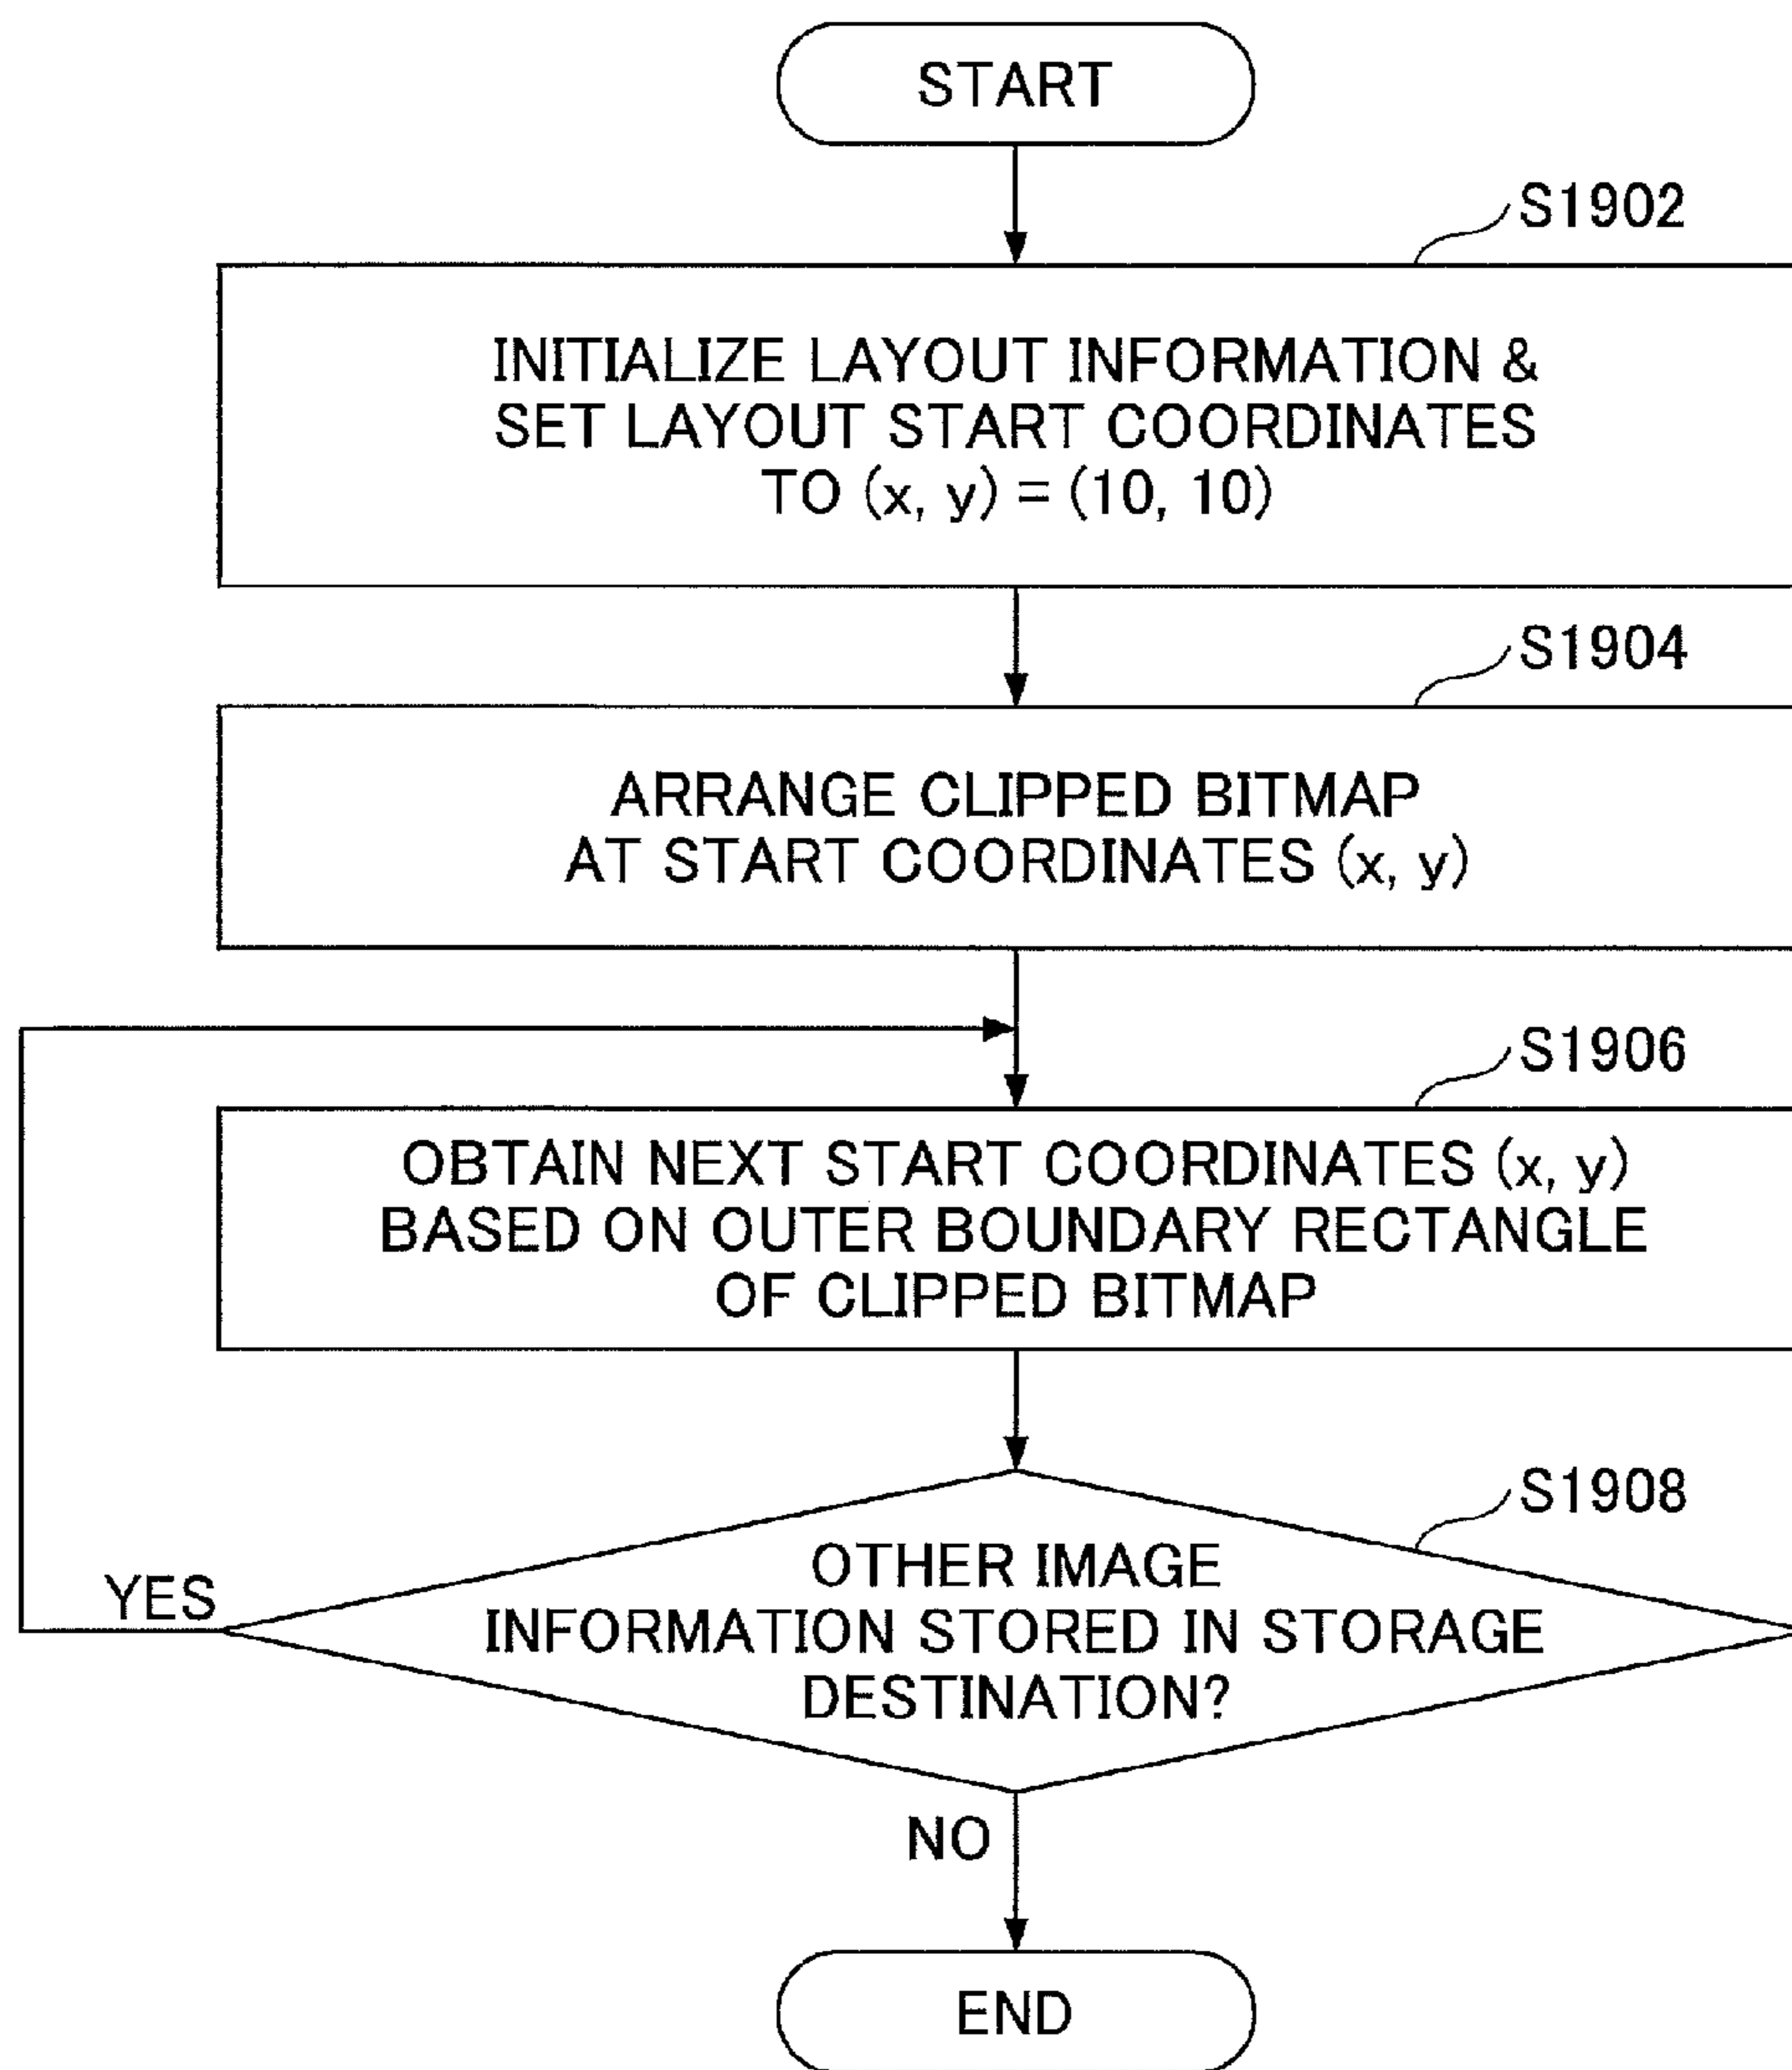 START
S1902
INITIALIZE LAYOUT INFORMATION &
SET LAYOUT START COORDINATES
TO (x, y) = (10, 10)
S1904
ARRANGE CLIPPED BITMAP
AT START COORDINATES (x, y)
S1906
OBTAIN NEXT START COORDINATES (x, y)
BASED ON OUTER BOUNDARY RECTANGLE
OF CLIPPED BITMAP
S1908
OTHER IMAGE
INFORMATION STORED IN STORAGE
DESTINATION?
YES
NO
END